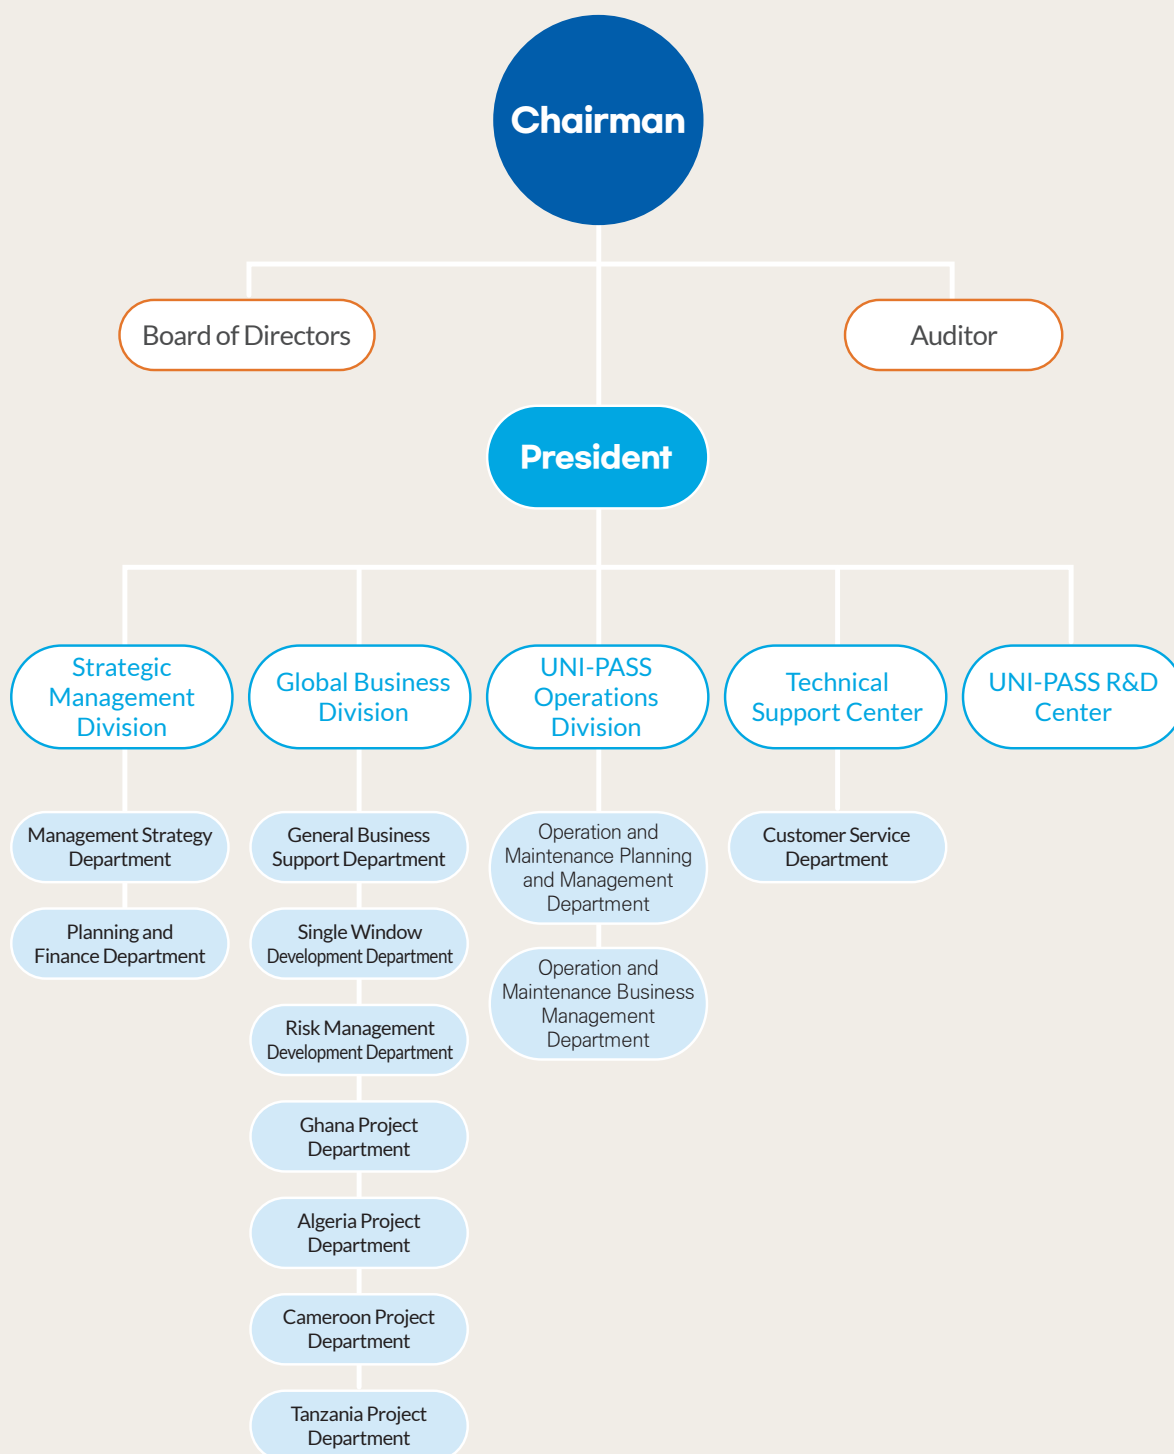 Chairman
Board of Directors
Auditor
President
Strategic
Management
Division
Global Business
Division
UNI-PASS
Operations
Division
Technical
Support Center
UNI-PASS R&D
Center
Management Strategy
Department
Planning and
Finance Department
General Business
Support Department
Single Window
Development Department
Risk Management
Development Department
Ghana Project
Department
Algeria Project
Department
Cameroon Project
Department
Tanzania Project
Department
Operation and
Maintenance Planning
and Management
Department
Operation and
Maintenance Business
Management
Department
Customer Service
Department